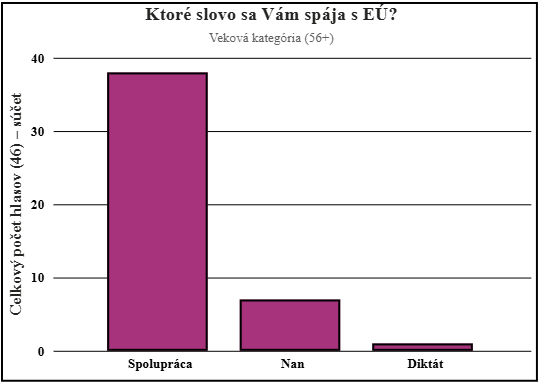 Ktoré slovo sa Vám spája s EÚ?
Veková kategória (56+)
Celkový počet hlasov (46) – súčet
40
30
20
10
0
Spolupráca Nan Diktát